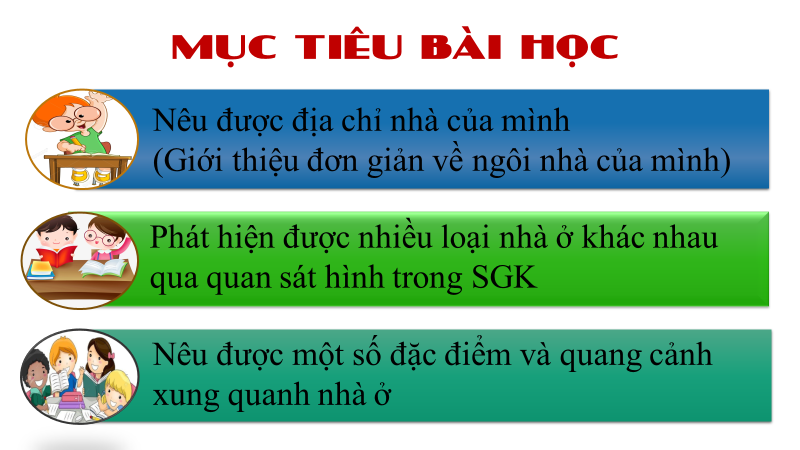 MỤC TIÊU BÀI HỌC
Nêu được địa chỉ nhà của mình
(Giới thiệu đơn giản về ngôi nhà của mình)
Phát hiện được nhiều loại nhà ở khác nhau
qua quan sát hình trong SGK
Nêu được một số đặc điểm và quang cảnh
xung quanh nhà ở